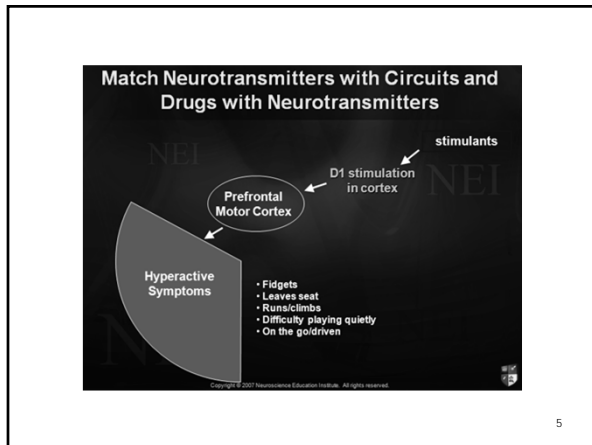 Match Neurotransmitters with Circuits and
Drugs with Neurotransmitters
NEI
stimulants
D1 stimulation
in cortex
NEI
Prefrontal
Motor Cortex
Hyperactive
Symptoms
• Fidgets
• Leaves seat
• Runs/climbs
• Difficulty playing quietly
• On the go/driven
Copyright © 2007 Neuroscience Education Institute. All rights reserved.
5